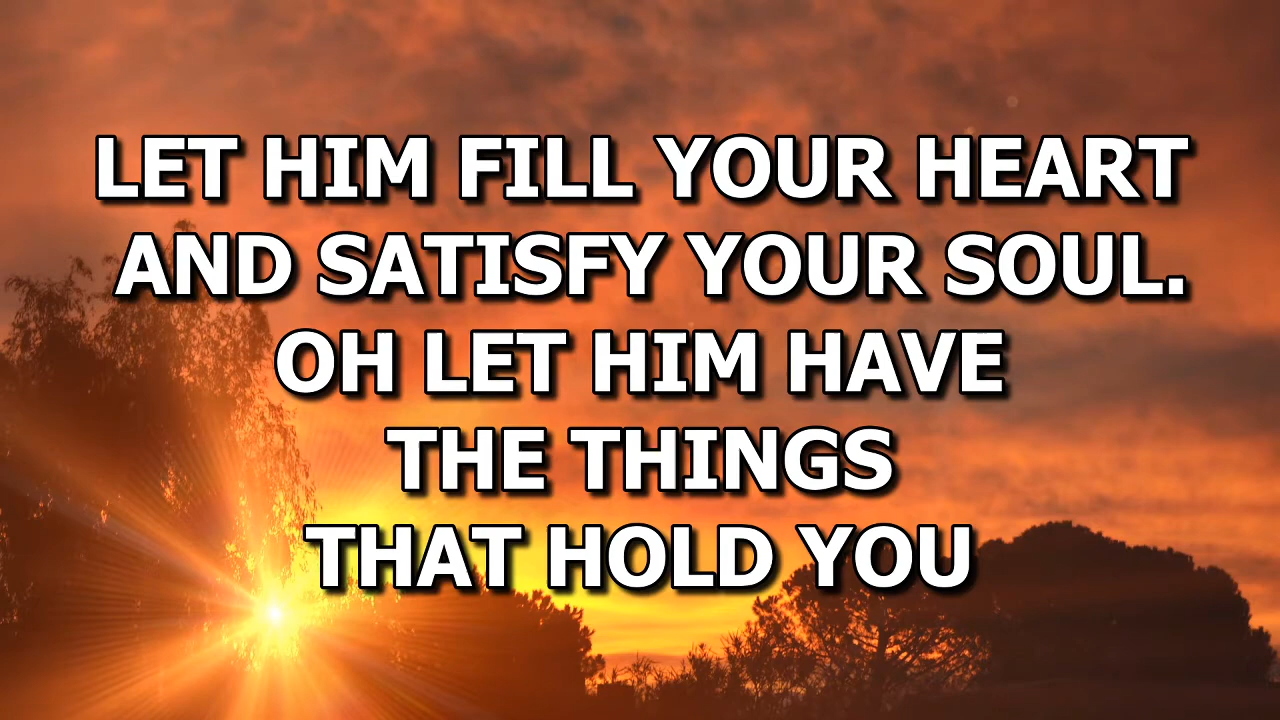 LET HIM FILL YOUR HEART
AND SATISFY YOUR SOUL.
OH LET HIM HAVE
THE THINGS
THAT HOLD YOU